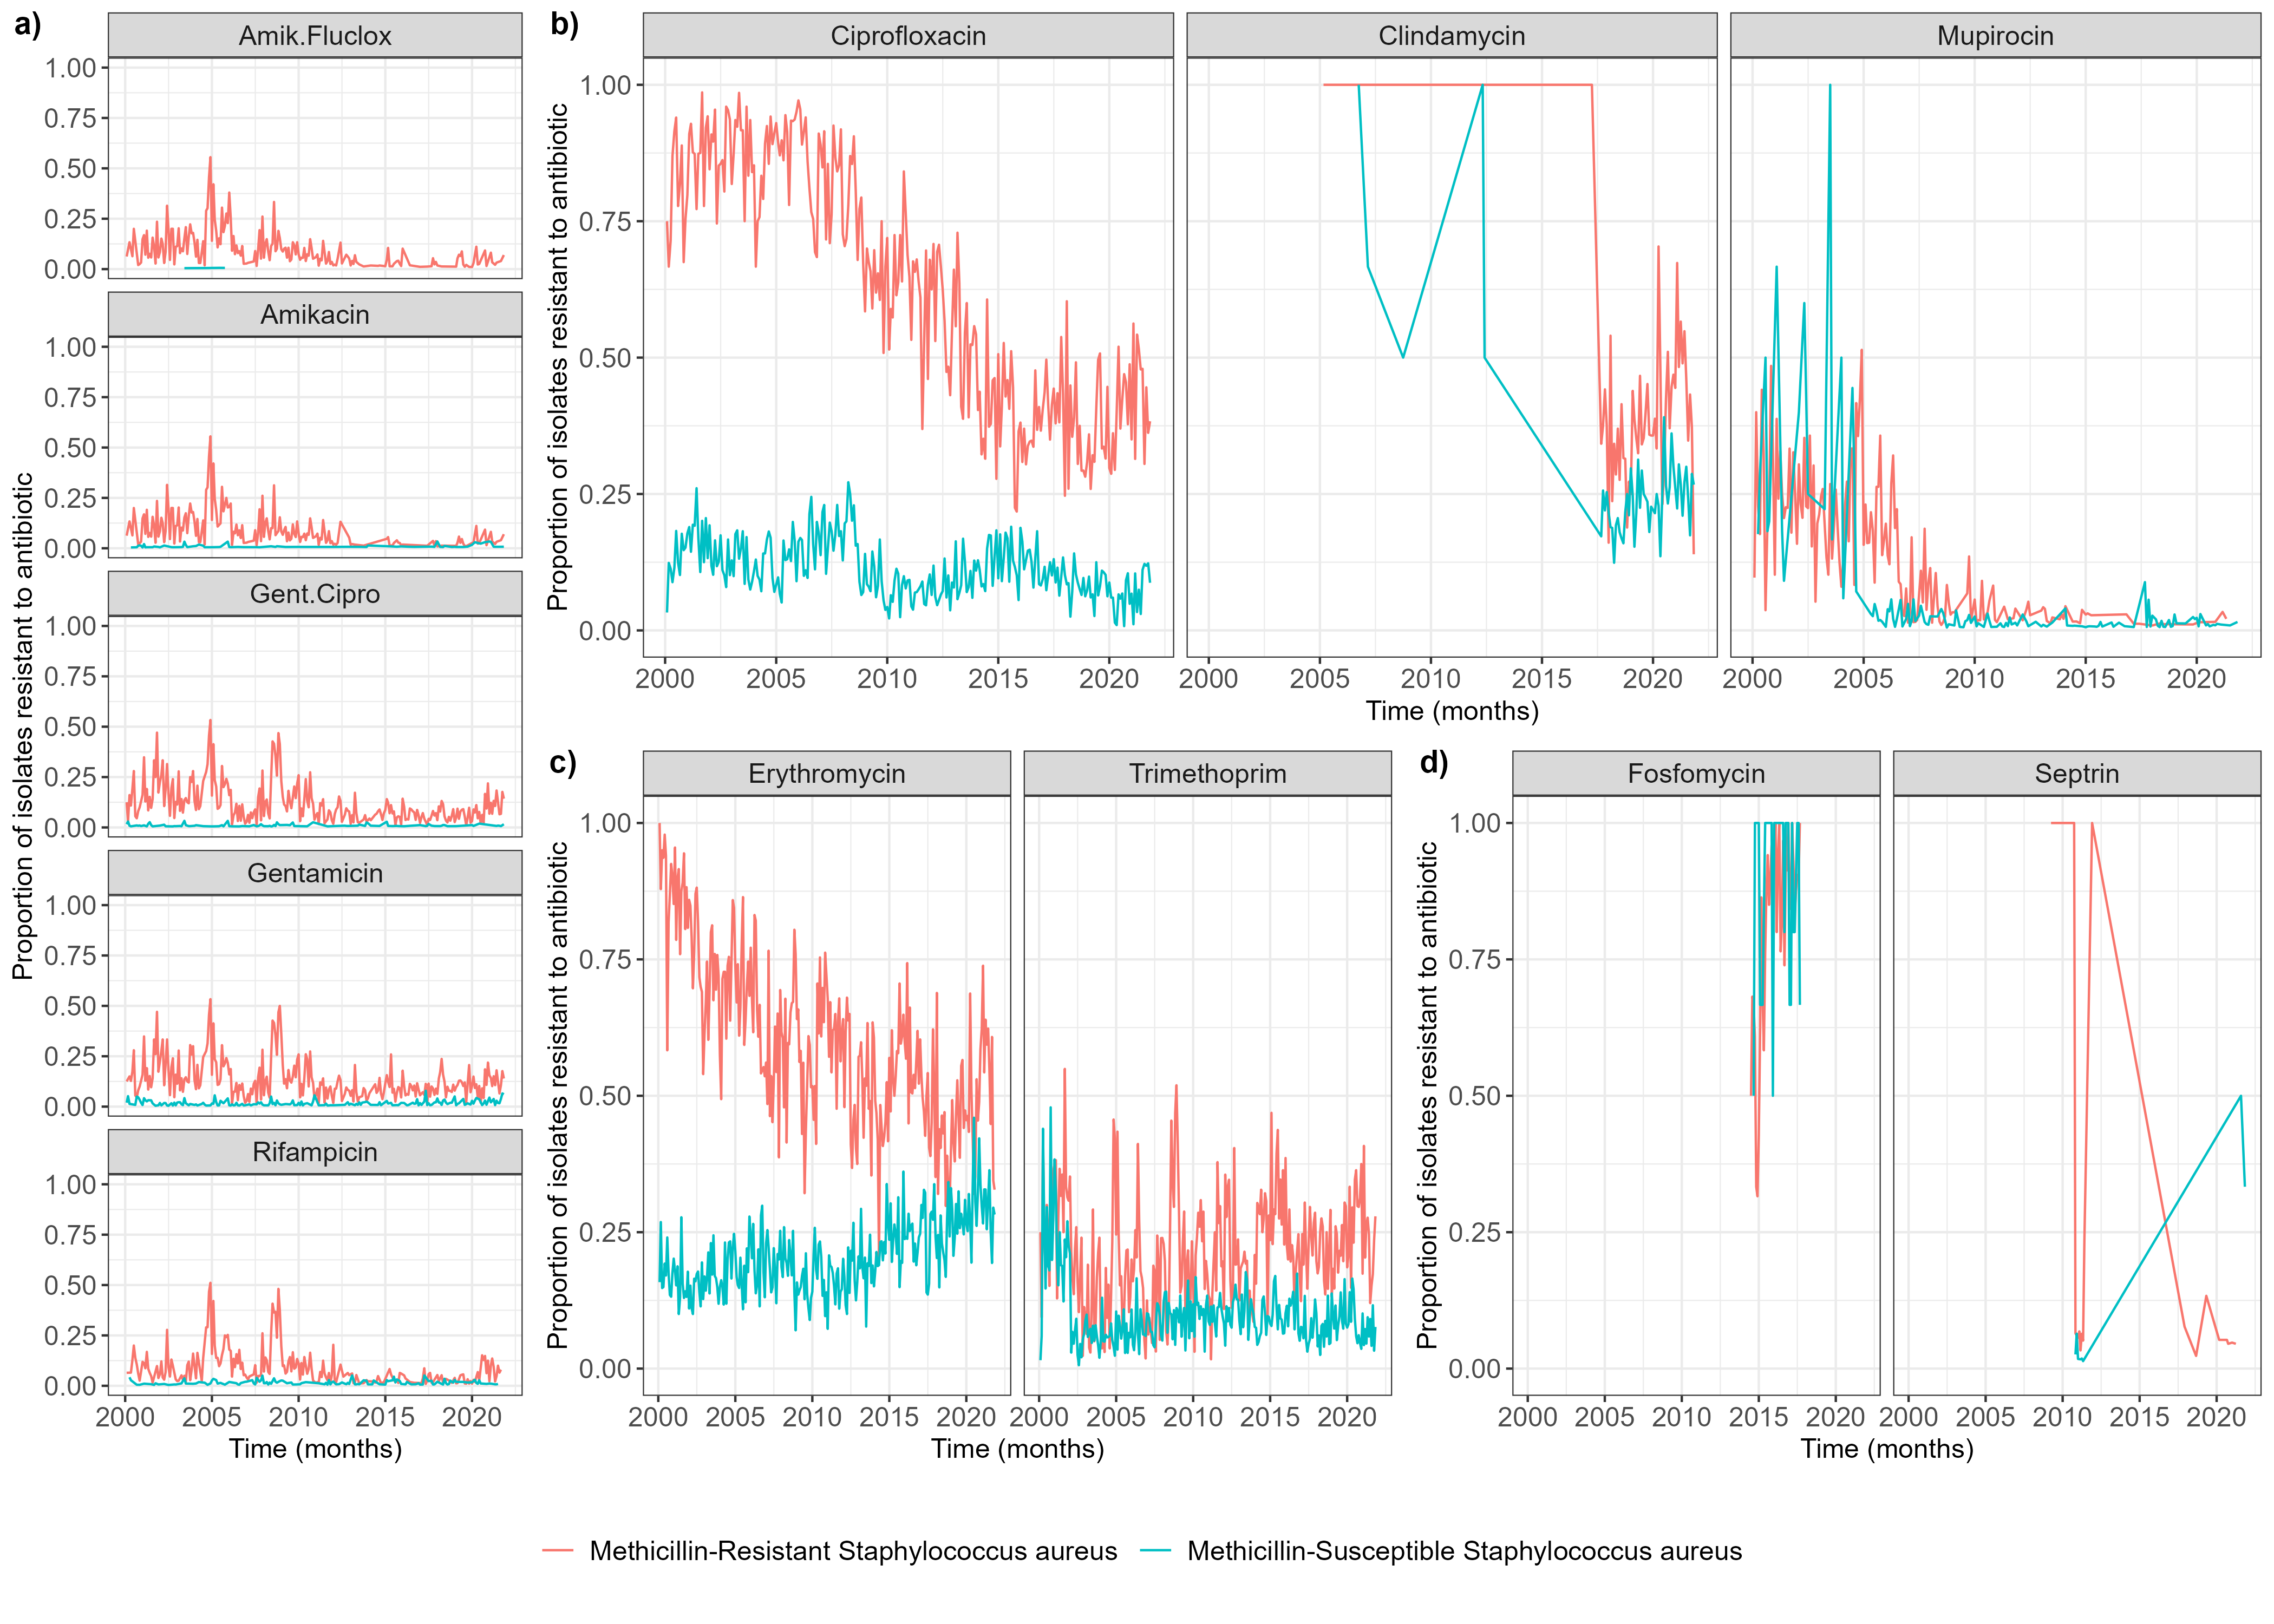 a)
Amik.Fluclox
1.00
0.75
0.50
0.25
0.00
Amikacin
1.00
0.75
0.50
0.25
0.00
Gent.Cipro
1.00
0.75
0.50
0.25
0.00
Gentamicin
1.00
0.75
0.50
0.25
0.00
Rifampicin
1.00
0.75
0.50
0.25
0.00
2000 2005 2010 2015 2020
Time (months)
Proportion of isolates resistant to antibiotic
b)
Ciprofloxacin Clindamycin Mupirocin
1.00
0.75
0.50
0.25
0.00
2000 2005 2010 2015 2020 2000 2005 2010 2015 2020 2000 2005 2010 2015 2020
Time (months)
Proportion of isolates resistant to antibiotic
c)
Erythromycin Trimethoprim
1.00
0.75
0.50
0.25
0.00
2000 2005 2010 2015 2020 2000 2005 2010 2015 2020
Time (months)
Proportion of isolates resistant to antibiotic
d)
Fosfomycin Septrin
1.00
0.75
0.50
0.25
0.00
2000 2005 2010 2015 2020 2000 2005 2010 2015 2020
Time (months)
Proportion of isolates resistant to antibiotic
Methicillin-Resistant Staphylococcus aureus Methicillin-Susceptible Staphylococcus aureus